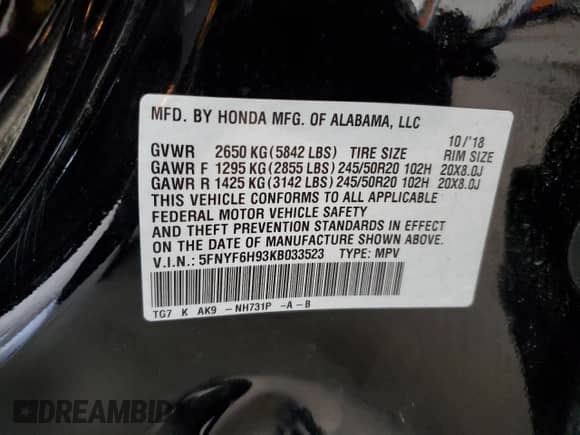 MFD. BY HONDA MFG. OF ALABAMA, LLC
10/'18
GVWR 2650 KG(5842 LBS) TIRE SIZE RIM SIZE
GAWR F 1295 KG(2855 LBS)245/50R20 102H 20X8.0J
GAWR R 1425 KG(3142 LBS)245/50R20 102H 20X8.0J
THIS VEHICLE CONFORMS TO ALL APPLICABLE
FEDERAL MOTOR VEHICLE SAFETY
AND THEFT PREVENTION STANDARDS IN EFFECT
ON THE DATE OF MANUFACTURE SHOWN ABOVE.
V.I.N.: 5FNYF6H93KB033523 TYPE: MPV
TG7 K AK9 -NH731P -A-B
DREAMBID